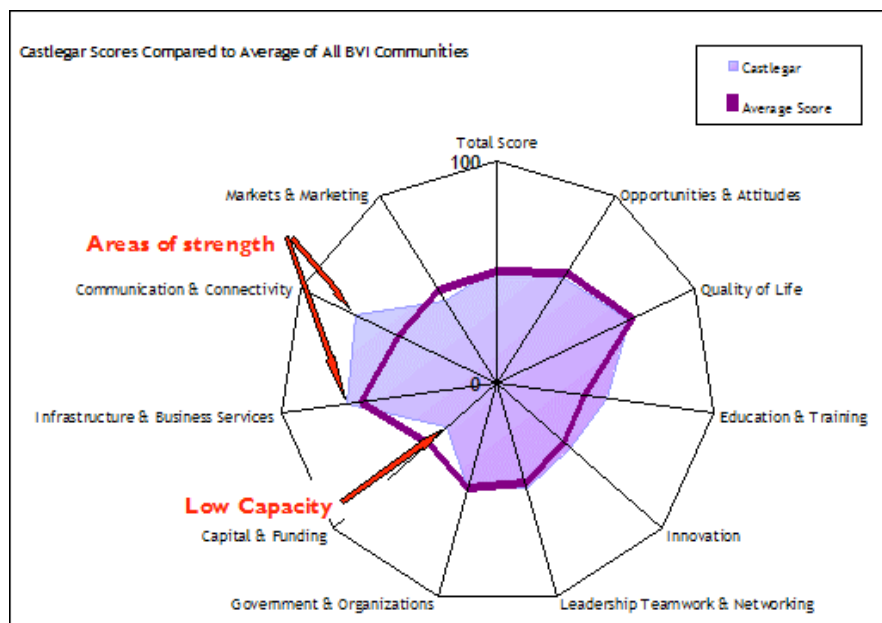 Castlegar Scores Compared to Average of All BVI Communities
Castlegar
Average Score
Total Score
100
Markets & Marketing
Opportunities & Attitudes
Areas of strength
Communication & Connectivity
Quality of Life
0
Infrastructure & Business Services
Education & Training
Low Capacity
Capital & Funding
Innovation
Government & Organizations
Leadership Teamwork & Networking